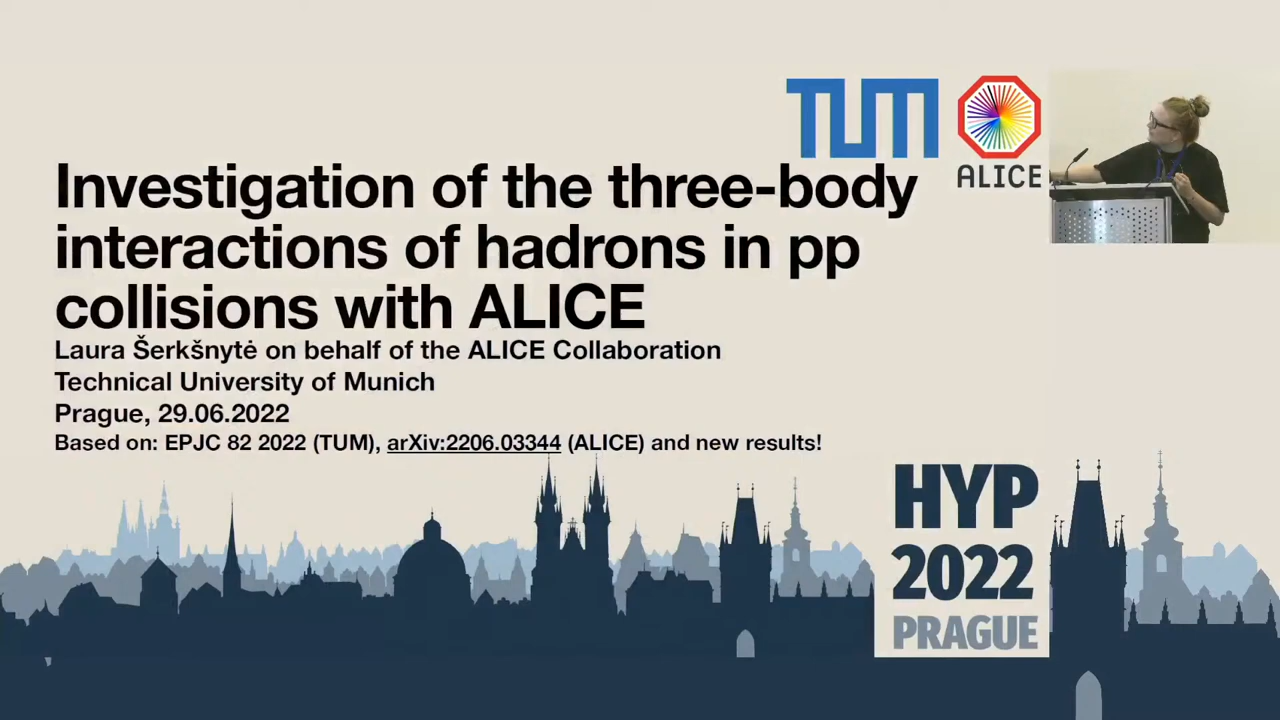 TUM
ALICE
Investigation of the three-body
interactions of hadrons in pp
collisions with ALICE
Laura Šerkšnytė on behalf of the ALICE Collaboration
Technical University of Munich
Prague, 29.06.2022
Based on: EPJC 82 2022 (TUM), arXiv:2206.03344 (ALICE) and new results!
HYP
2022
PRAGUE